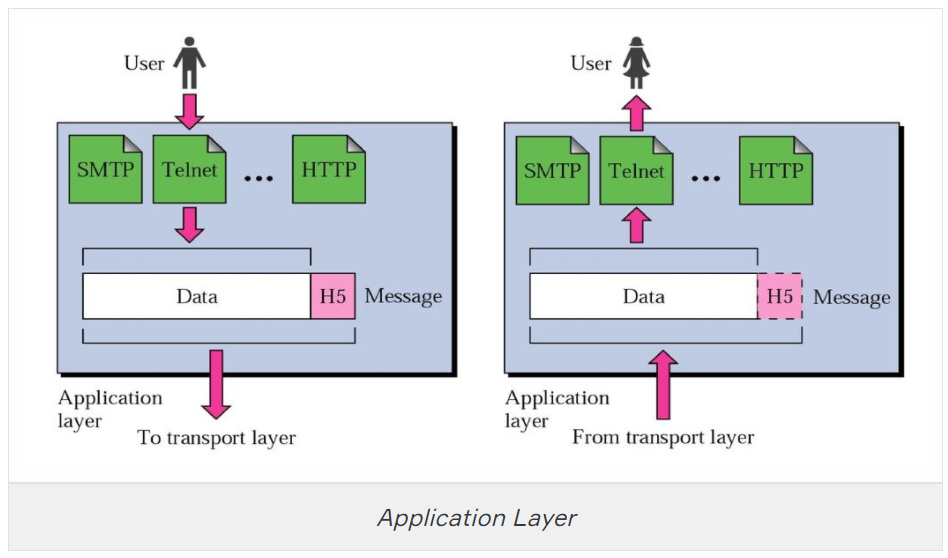 User
SMTP
Telnet
...
HTTP
Data
H5
Message
Application
layer
To transport layer
User
SMTP
Telnet
...
HTTP
Data
H5
Message
Application
layer
From transport layer
Application Layer